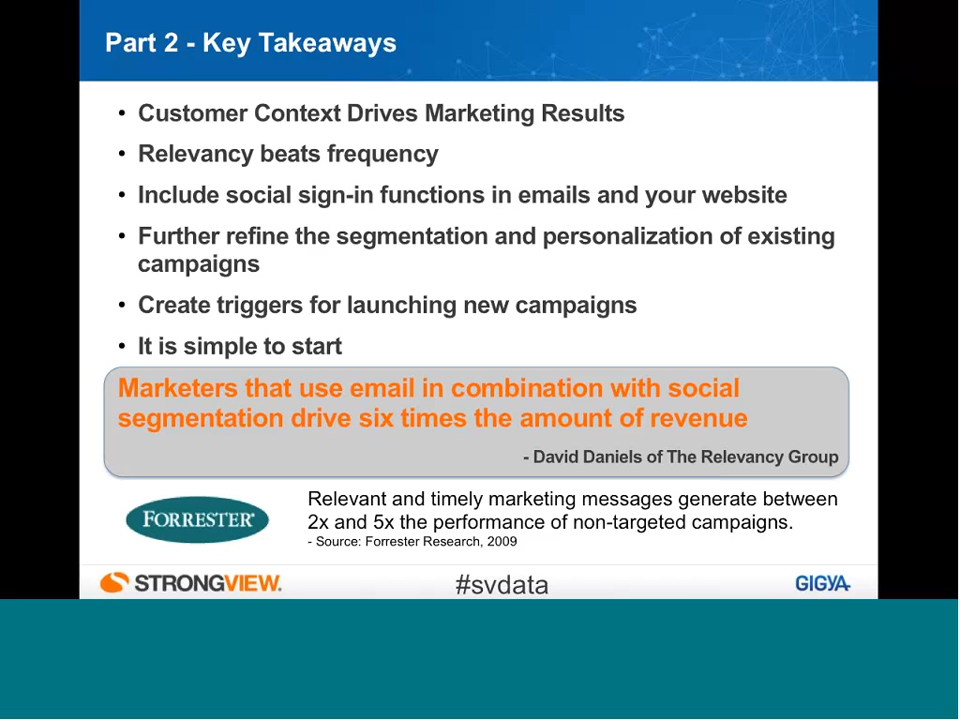 Part 2 - Key Takeaways
• Customer Context Drives Marketing Results
• Relevancy beats frequency
• Include social sign-in functions in emails and your website
• Further refine the segmentation and personalization of existing
campaigns
• Create triggers for launching new campaigns
• It is simple to start
Marketers that use email in combination with social
segmentation drive six times the amount of revenue
- David Daniels of The Relevancy Group
FORRESTER®
Relevant and timely marketing messages generate between
2x and 5x the performance of non-targeted campaigns.
- Source: Forrester Research, 2009
STRONGVIEW.
#svdata
GIGYA